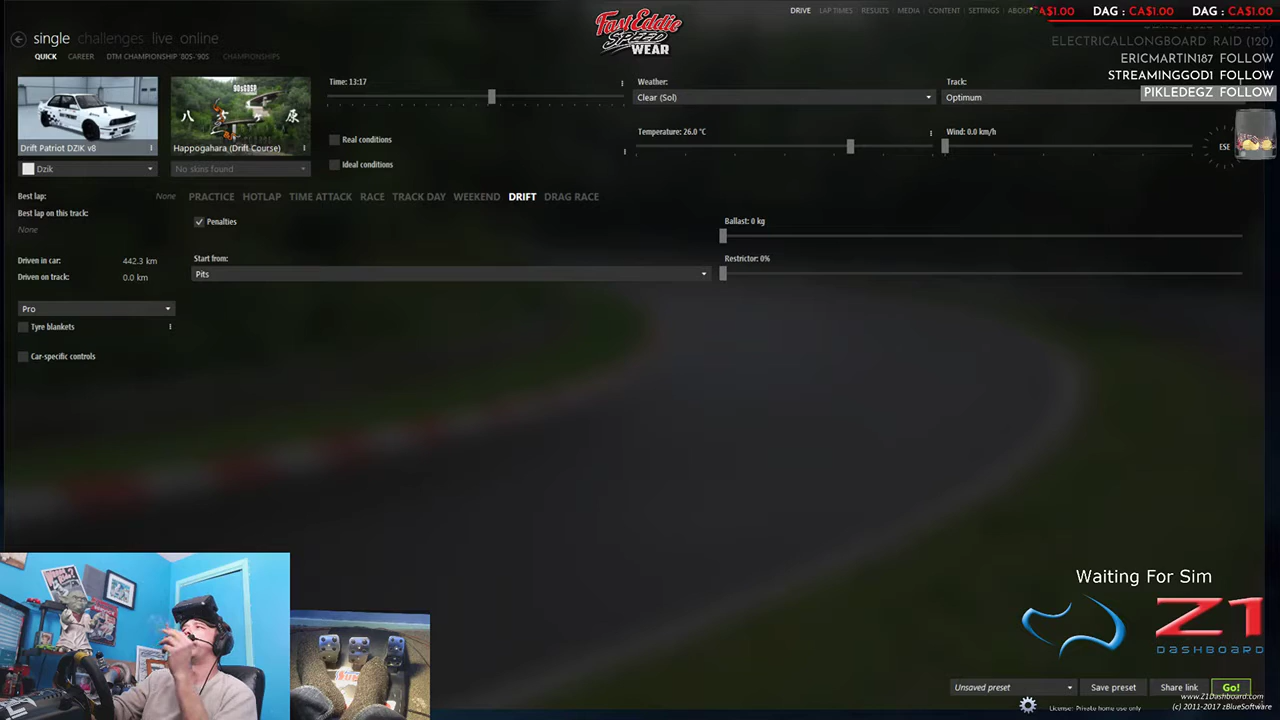 Fast Eddie
SPEED
WEAR
DRIVE LAP TIMES RESULTS MEDIA CONTENT SETTINGS ABOUT
CA$1.00 DAG : CA$1.00 DAG : CA$1.00
ELECTRICALLONGBOARD RAID (120)
ERICMARTIN187 FOLLOW
STREAMINGGOD1 FOLLOW
PIKLEDEGZ FOLLOW
single challenges live online
QUICK CAREER DTM CHAMPIONSHIP '80S-'90S CHAMPIONSHIPS
Drift Patriot DZIK v8
Happogahara (Drift Course)
Dzik
No skins found
Time: 13:17
Real conditions
Ideal conditions
Weather:
Clear (Sol)
Track:
Optimum
Temperature: 26.0 °C
Wind: 0.0 km/h
ESE
Best lap: None
Best lap on this track:
None
Driven in car: 442.3 km
Driven on track: 0.0 km
Pro
Tyre blankets
Car-specific controls
PRACTICE HOTLAP TIME ATTACK RACE TRACK DAY WEEKEND DRIFT DRAG RACE
Penalties
Start from:
Pits
Ballast: 0 kg
Restrictor: 0%
Waiting For Sim
Z1
DASHBOARD
Unsaved preset
Save preset
Share link
Go!
www.Z1Dashboard.com
License: Private home use only
(c) 2011-2017 zBlueSoftware